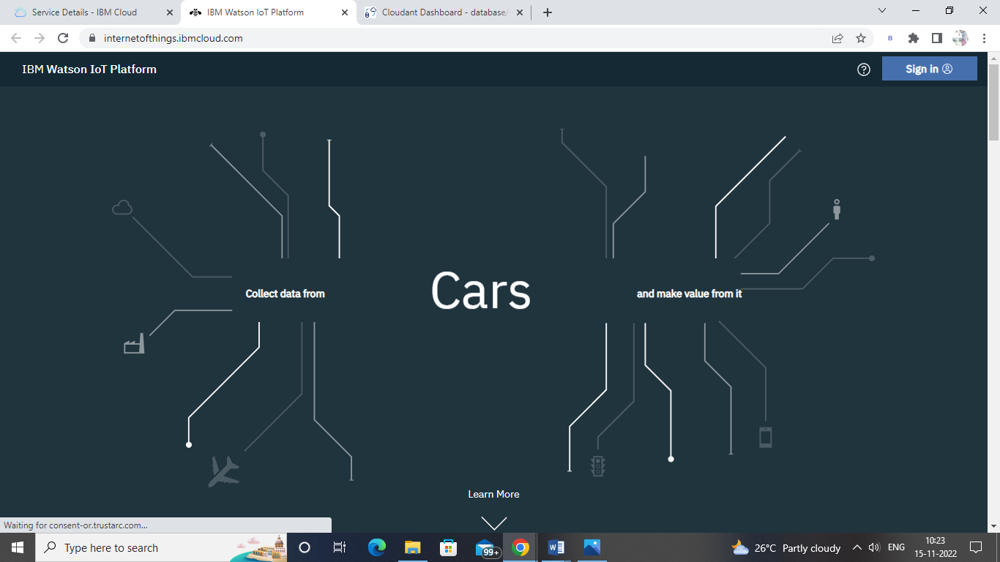 Service Details - IBM Cloud
IBM Watson IoT Platform
Cloudant Dashboard - database/
internetofthings.ibmcloud.com
B
IBM Watson IoT Platform
Sign in
Collect data from
Cars
and make value from it
Learn More
Waiting for consent-or.trustarc.com...
Type here to search
99+
26°C Partly cloudy
ENG
10:23
15-11-2022